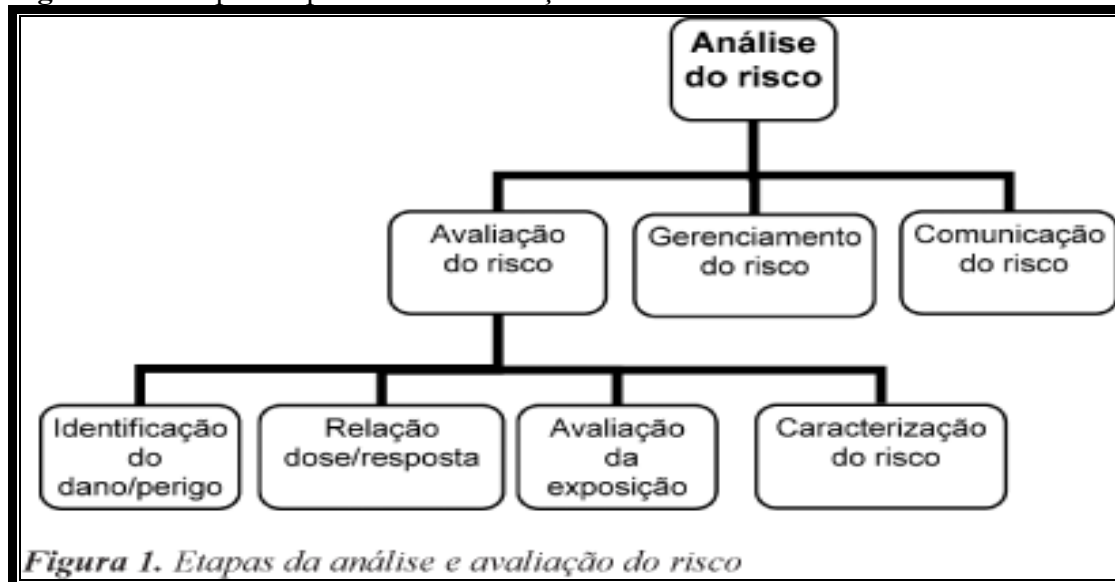 Análise
do risco
Avaliação
do risco
Gerenciamento
do risco
Comunicação
do risco
Identificação
do
dano/perigo
Relação
dose/resposta
Avaliação
da
exposição
Caracterização
do risco
Figura 1. Etapas da análise e avaliação do risco